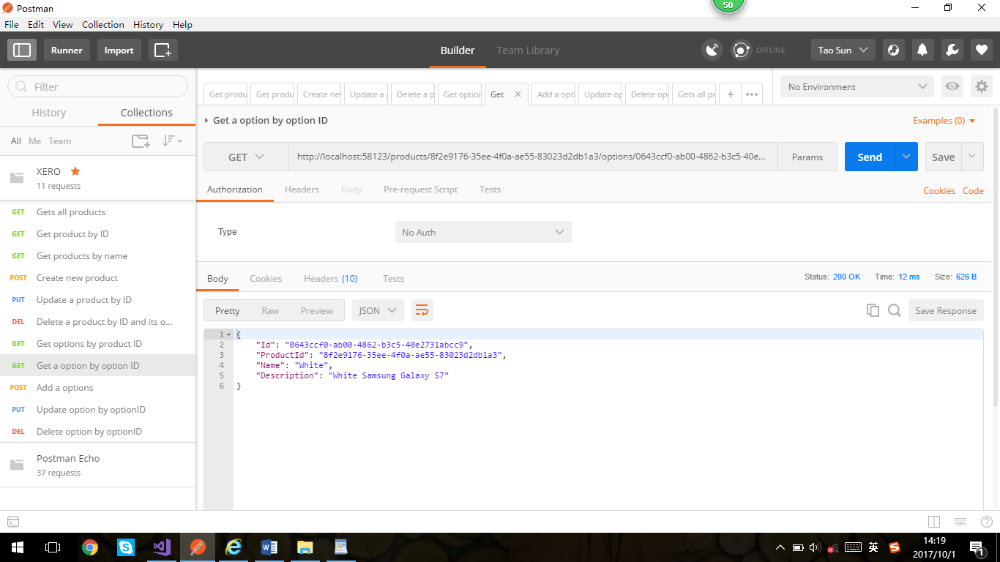 Postman
50
File Edit View Collection History Help
Runner Import Builder Team Library OFFLINE Tao Sun
Filter
History Collections
All Me Team
XERO
11 requests
GET Gets all products
GET Get product by ID
GET Get products by name
POST Create new product
PUT Update a product by ID
DEL Delete a product by ID and its o...
GET Get options by product ID
GET Get a option by option ID
POST Add a options
PUT Update option by optionID
DEL Delete option by optionID
Postman Echo
37 requests
Get produ Get produ Create ne Update a Delete a p Get option Get Add a opti Update op Delete opt Gets all pr
No Environment
Get a option by option ID
Examples (0)
GET http://localhost:58123/products/8f2e9176-35ee-4f0a-ae55-83023d2db1a3/options/0643ccf0-ab00-4862-b3c5-40e... Params Send Save
Authorization Headers Body Pre-request Script Tests Cookies Code
Type No Auth
Body Cookies Headers (10) Tests Status: 200 OK Time: 12 ms Size: 626 B
Pretty Raw Preview JSON Save Response
1 {
2 "Id": "0643ccf0-ab00-4862-b3c5-40e2731abcc9",
3 "ProductId": "8f2e9176-35ee-4f0a-ae55-83023d2db1a3",
4 "Name": "White",
5 "Description": "White Samsung Galaxy S7"
6 }
英
14:19
2017/10/1
1